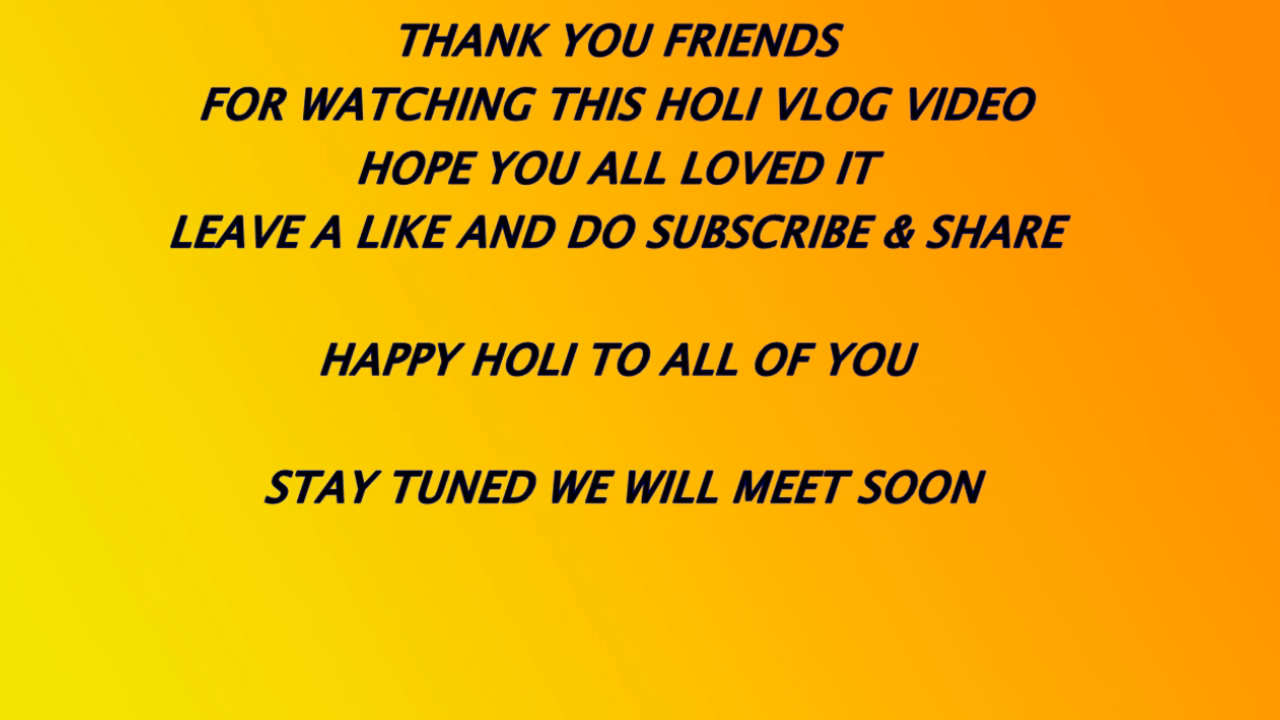 THANK YOU FRIENDS
FOR WATCHING THIS HOLI VLOG VIDEO
HOPE YOU ALL LOVED IT
LEAVE A LIKE AND DO SUBSCRIBE & SHARE
HAPPY HOLI TO ALL OF YOU
STAY TUNED WE WILL MEET SOON